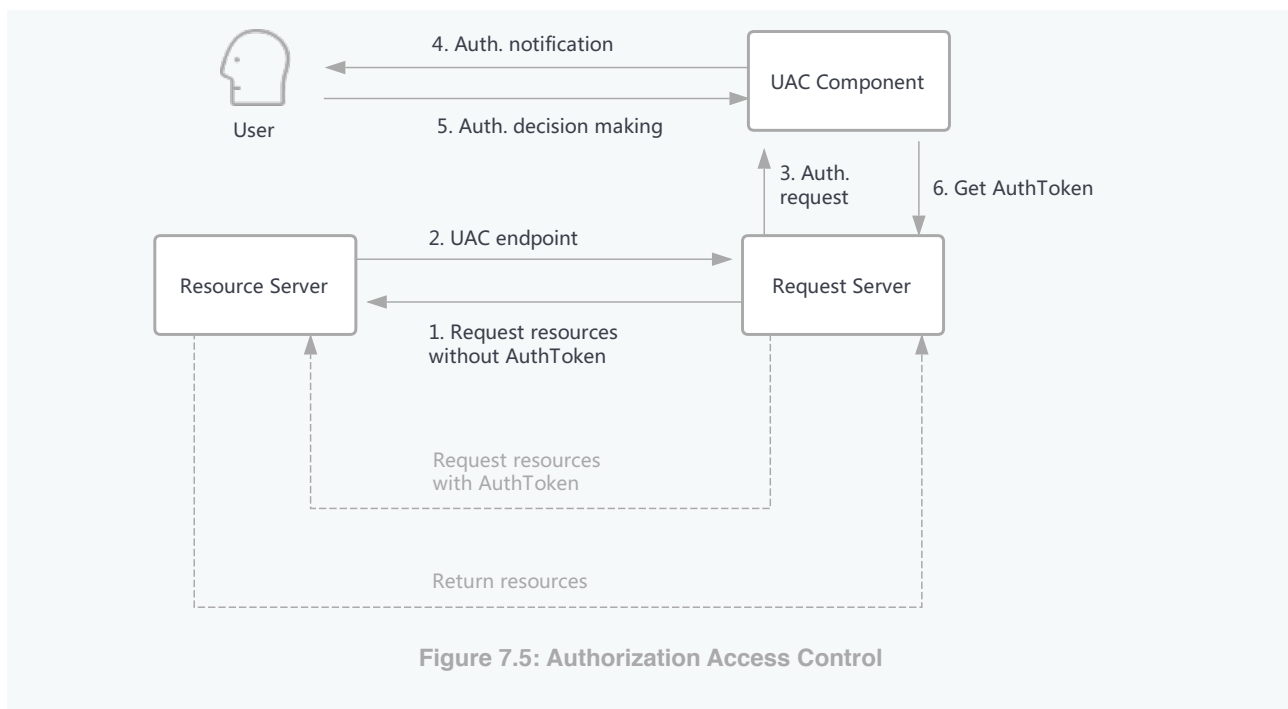 4. Auth. notification
UAC Component
User
5. Auth. decision making
3. Auth.
request
6. Get AuthToken
2. UAC endpoint
Resource Server
Request Server
1. Request resources
without AuthToken
Request resources
with AuthToken
Return resources
Figure 7.5: Authorization Access Control